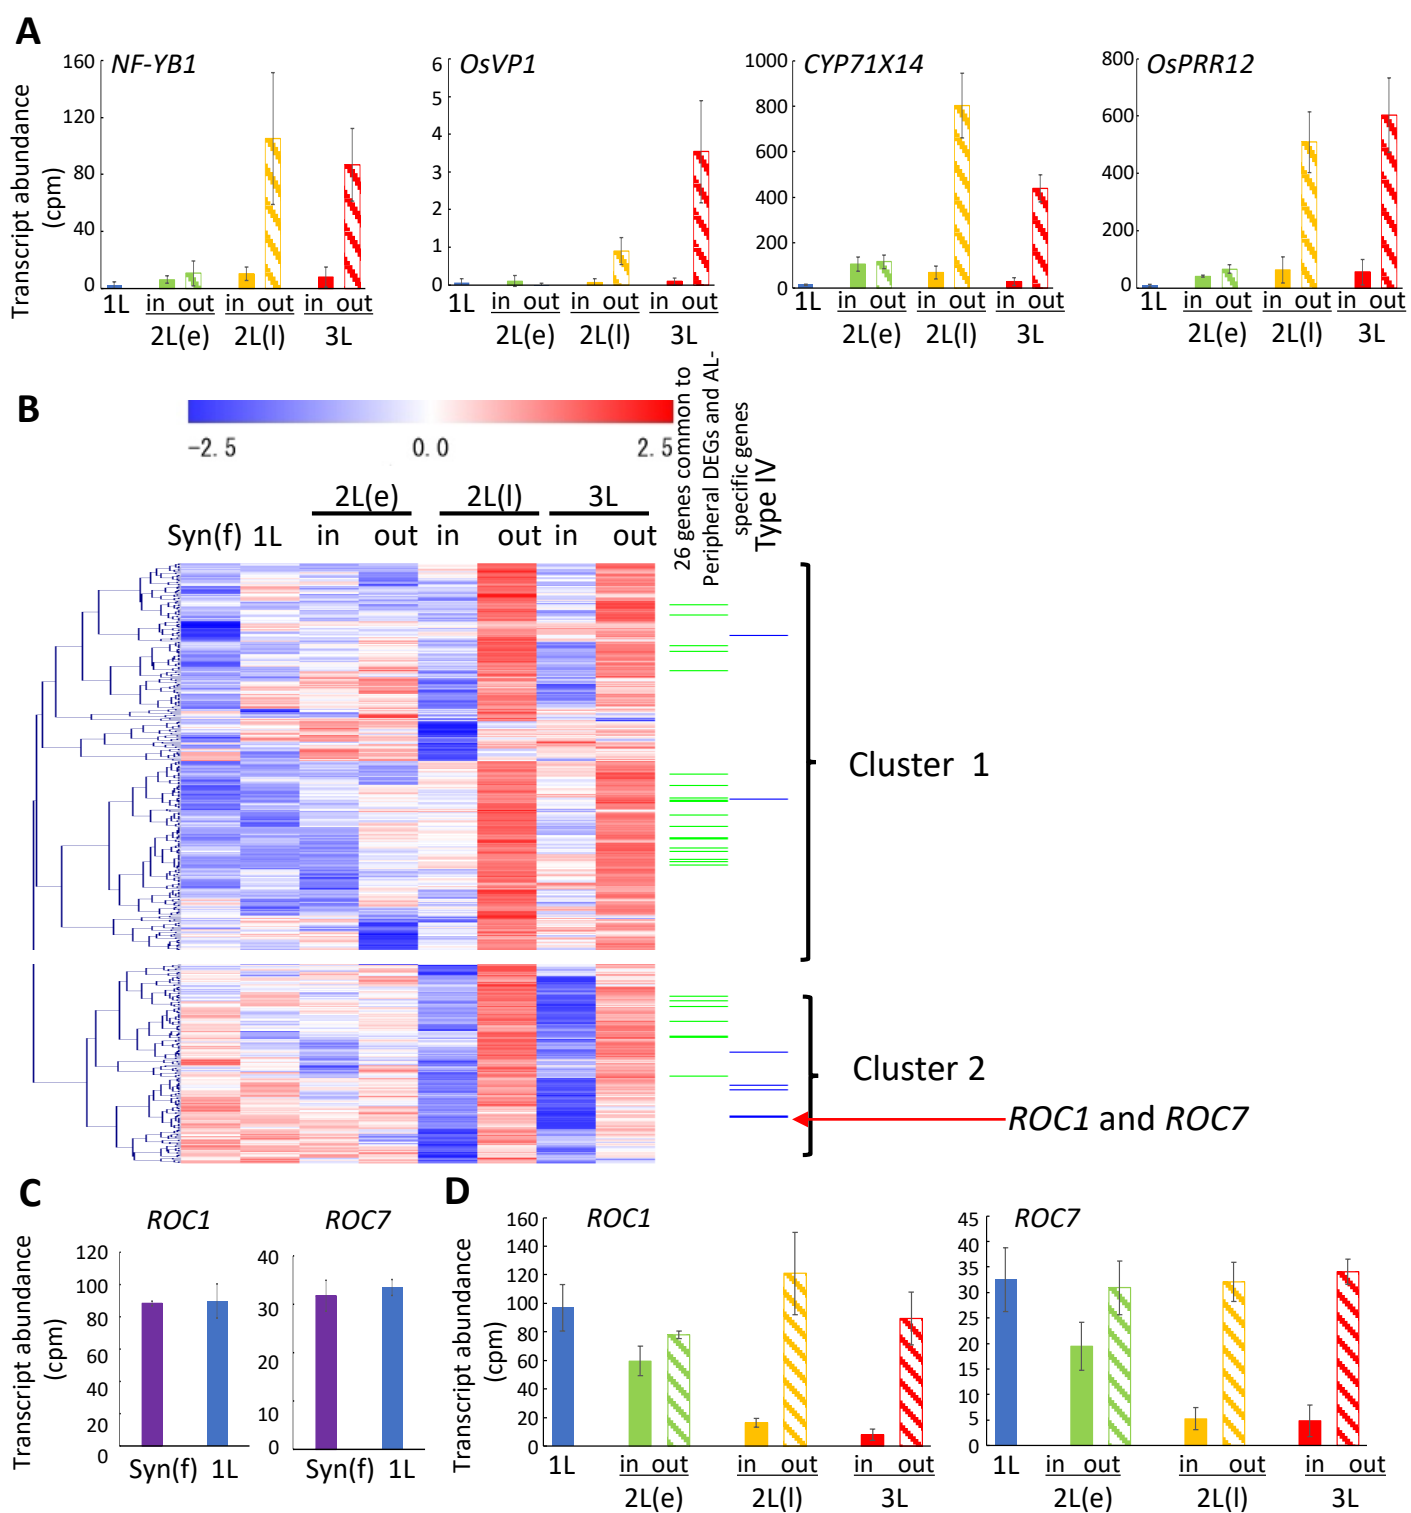 A
NF-YB1
OsVP1
CYP71X14
OsPRR12
Transcript abundance
(cpm)
160
120
80
40
0
6
5
4
3
2
1
0
1000
800
600
400
200
0
800
600
400
200
0
1L in out in out in out
2L(e) 2L(l) 3L
1L in out in out in out
2L(e) 2L(l) 3L
1L in out in out in out
2L(e) 2L(l) 3L
1L in out in out in out
2L(e) 2L(l) 3L
B
-2.5 0.0 2.5
26 genes common to
Peripheral DEGs and AL-
specific genes
Type IV
2L(e) 2L(l) 3L
Syn(f) 1L in out in out in out
Cluster 1
Cluster 2
ROC1 and ROC7
C
ROC1
ROC7
Transcript abundance
(cpm)
120
100
80
60
40
20
0
40
30
20
10
0
Syn(f) 1L
Syn(f) 1L
D
ROC1
ROC7
Transcript abundance
(cpm)
160
140
120
100
80
60
40
20
0
45
40
35
30
25
20
15
10
5
0
1L in out in out in out
2L(e) 2L(l) 3L
1L in out in out in out
2L(e) 2L(l) 3L